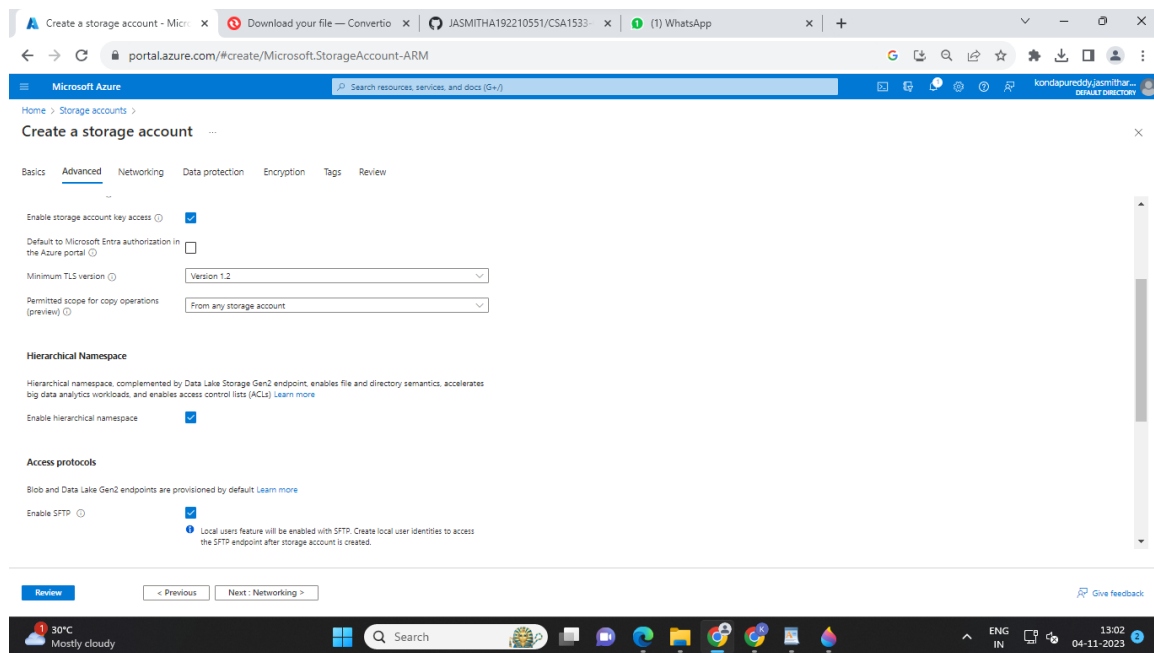 Create a storage account - Micr
Download your file — Convertio
JASMITHA192210551/CSA1533-
(1) WhatsApp
portal.azure.com/#create/Microsoft.StorageAccount-ARM
Microsoft Azure
Search resources, services, and docs (G+/)
1
kondapureddy.jasmithar...
DEFAULT DIRECTORY
Home > Storage accounts >
Create a storage account ...
Basics Advanced Networking Data protection Encryption Tags Review
Enable storage account key access
Default to Microsoft Entra authorization in
the Azure portal
Minimum TLS version
Version 1.2
Permitted scope for copy operations
(preview)
From any storage account
Hierarchical Namespace
Hierarchical namespace, complemented by Data Lake Storage Gen2 endpoint, enables file and directory semantics, accelerates
big data analytics workloads, and enables access control lists (ACLs) Learn more
Enable hierarchical namespace
Access protocols
Blob and Data Lake Gen2 endpoints are provisioned by default Learn more
Enable SFTP
Local users feature will be enabled with SFTP. Create local user identities to access
the SFTP endpoint after storage account is created.
Review
< Previous
Next : Networking >
Give feedback
1
30°C
Mostly cloudy
Search
K
ENG
IN
13:02
04-11-2023
2